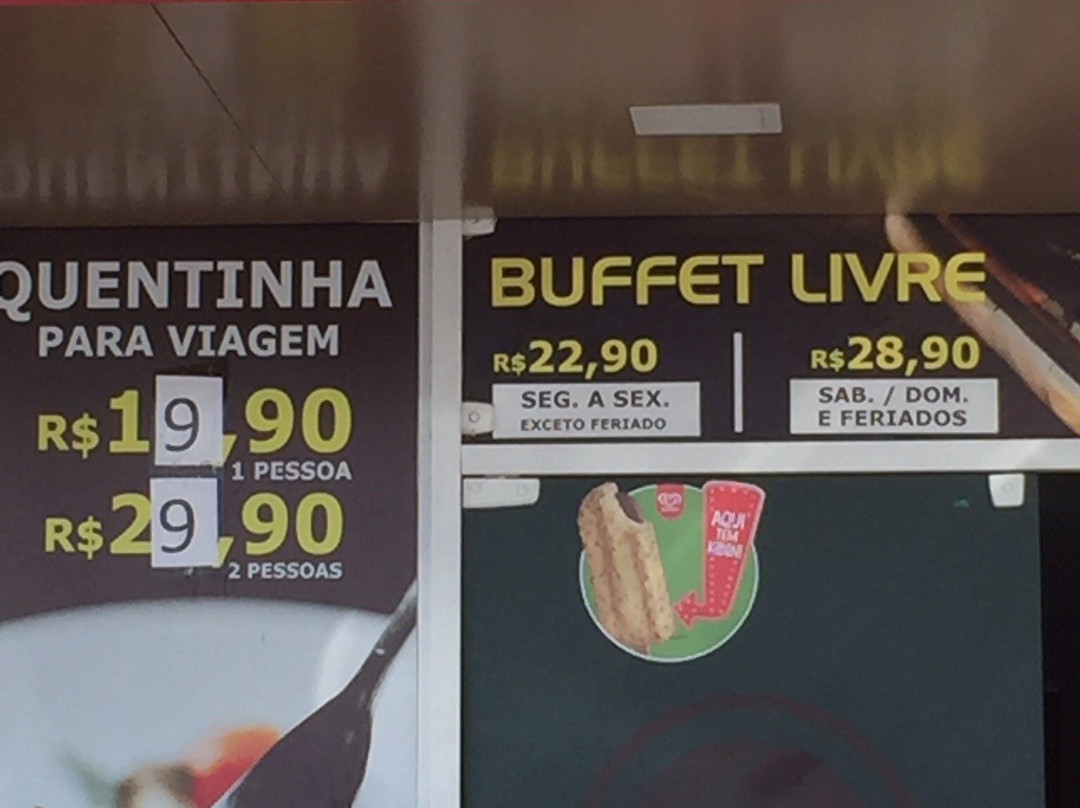 QUENTINHA
PARA VIAGEM
R$19,90
1 PESSOA
R$29,90
2 PESSOAS
BUFFET LIVRE
R$22,90
SEG. A SEX.
EXCETO FERIADO
R$28,90
SAB. / DOM.
E FERIADOS
AQUI
TEM
KIBON!